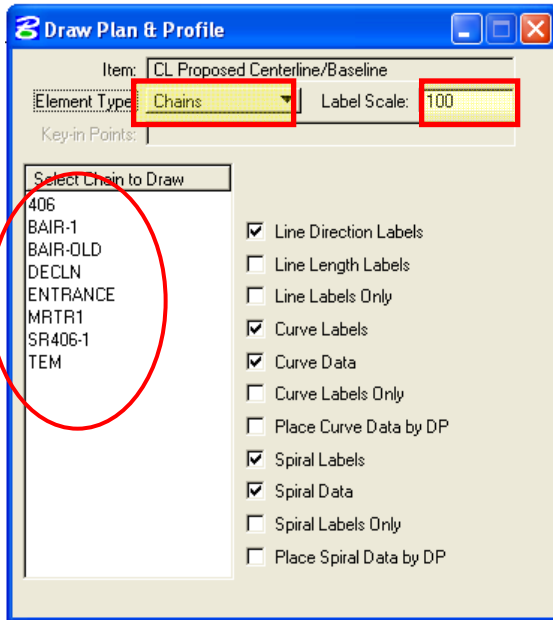 Draw Plan & Profile
Item: CL Proposed Centerline/Baseline
Element Type: Chains Label Scale: 100
Key-in Points:
Select Chain to Draw
406
BAIR-1
BAIR-OLD
DECLN
ENTRANCE
MRTR1
SR406-1
TEM
Line Direction Labels
Line Length Labels
Line Labels Only
Curve Labels
Curve Data
Curve Labels Only
Place Curve Data by DP
Spiral Labels
Spiral Data
Spiral Labels Only
Place Spiral Data by DP